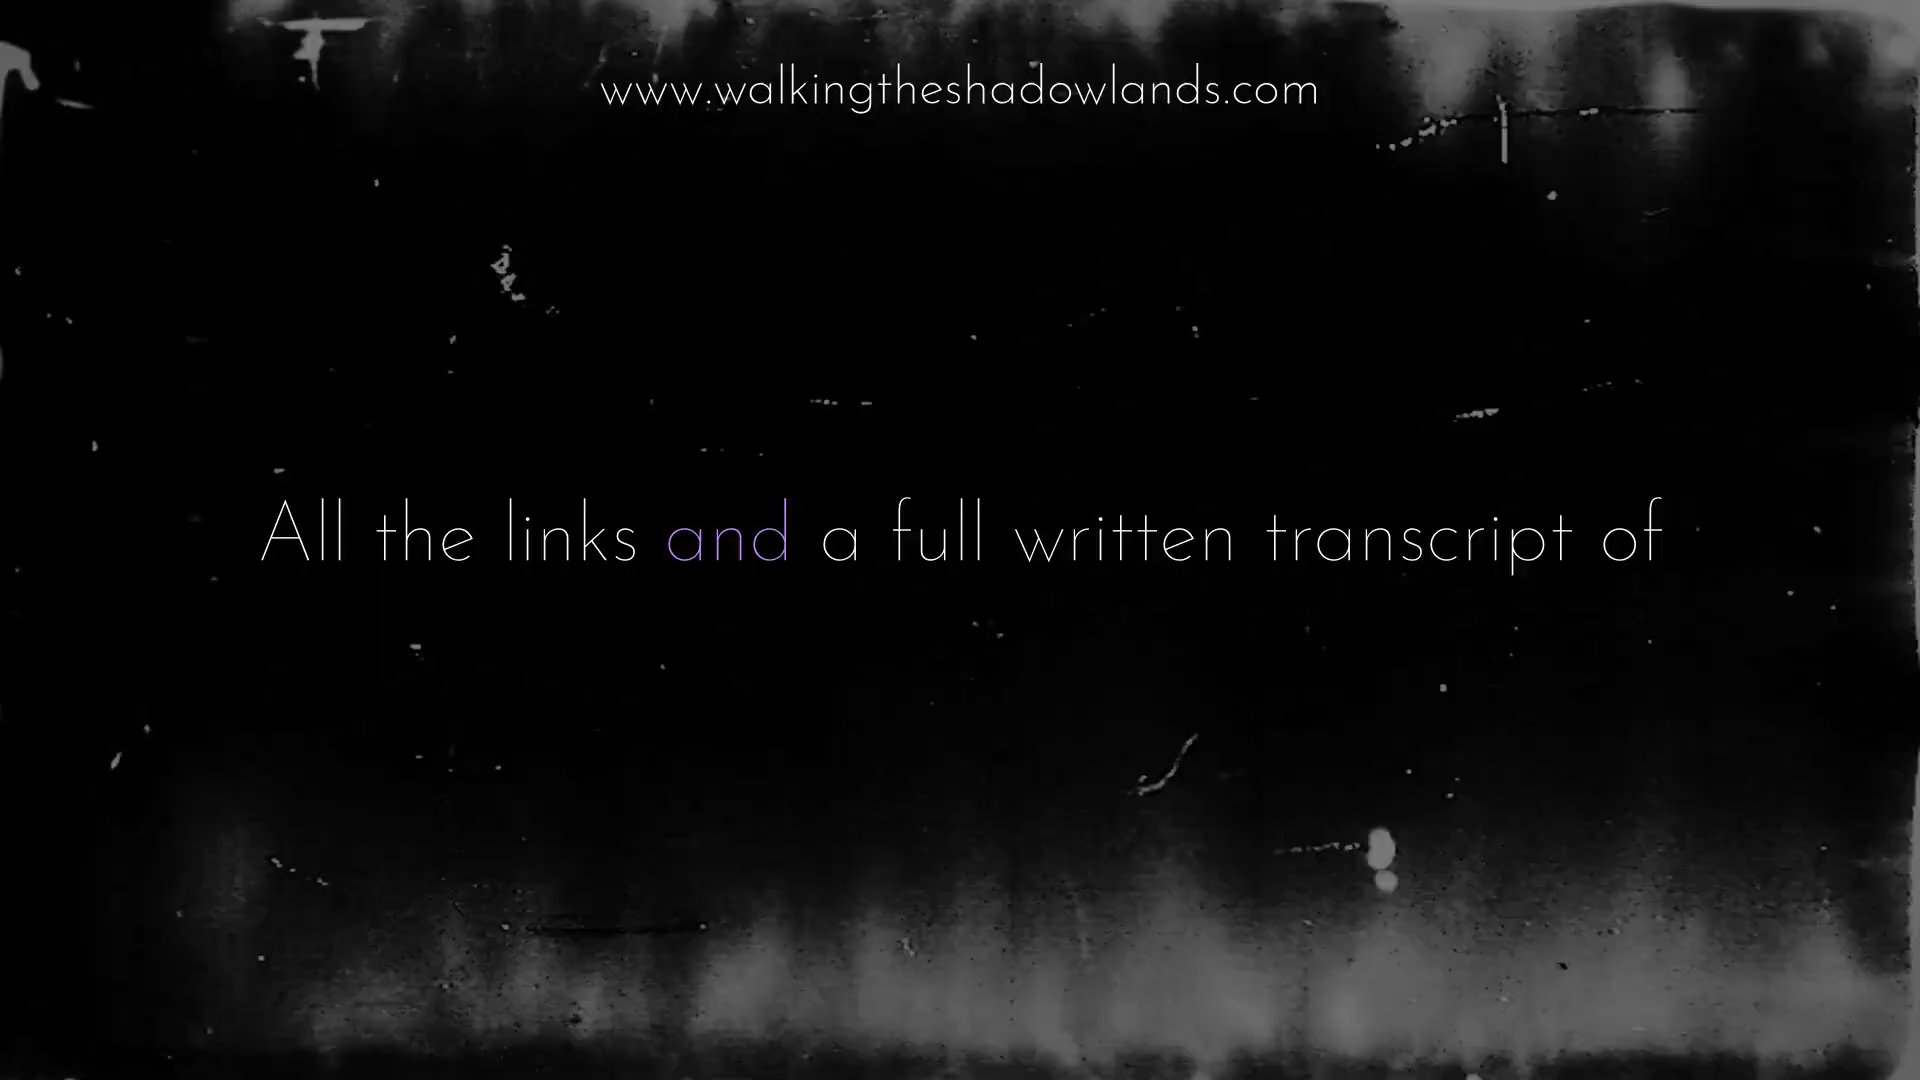 www.walkingtheshadowlands.com
All the links and a full written transcript of